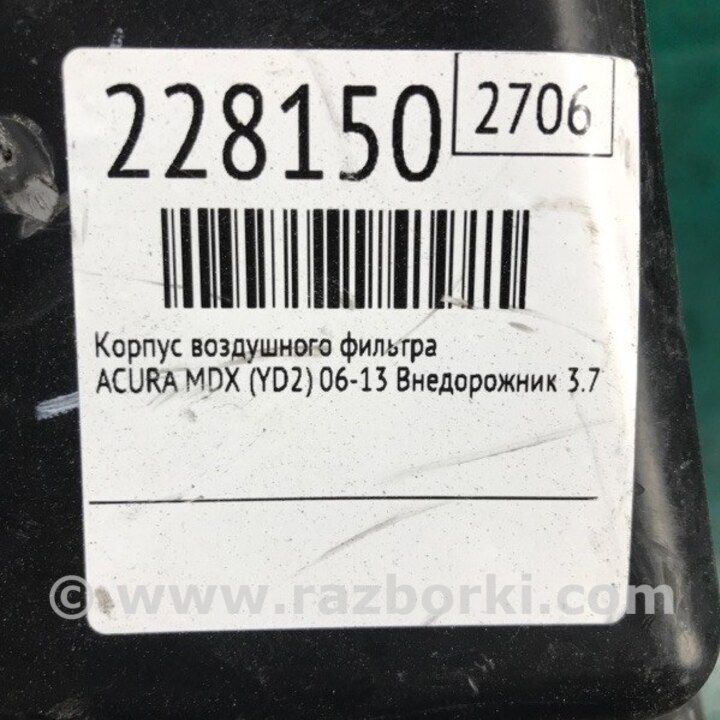 228150
2706
Корпус воздушного фильтра
ACURA MDX (YD2) 06-13 Внедорожник 3.7
© www.razborki.com